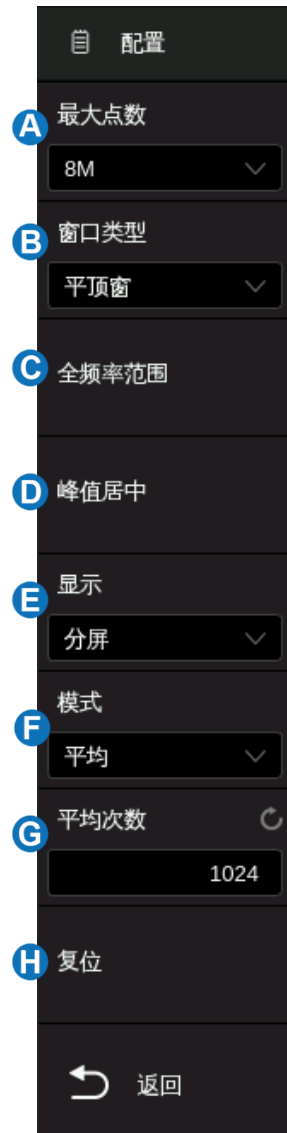 配置
A 最大点数
8M
B 窗口类型
平顶窗
C 全频率范围
D 峰值居中
E 显示
分屏
F 模式
平均
G 平均次数
1024
H 复位
返回